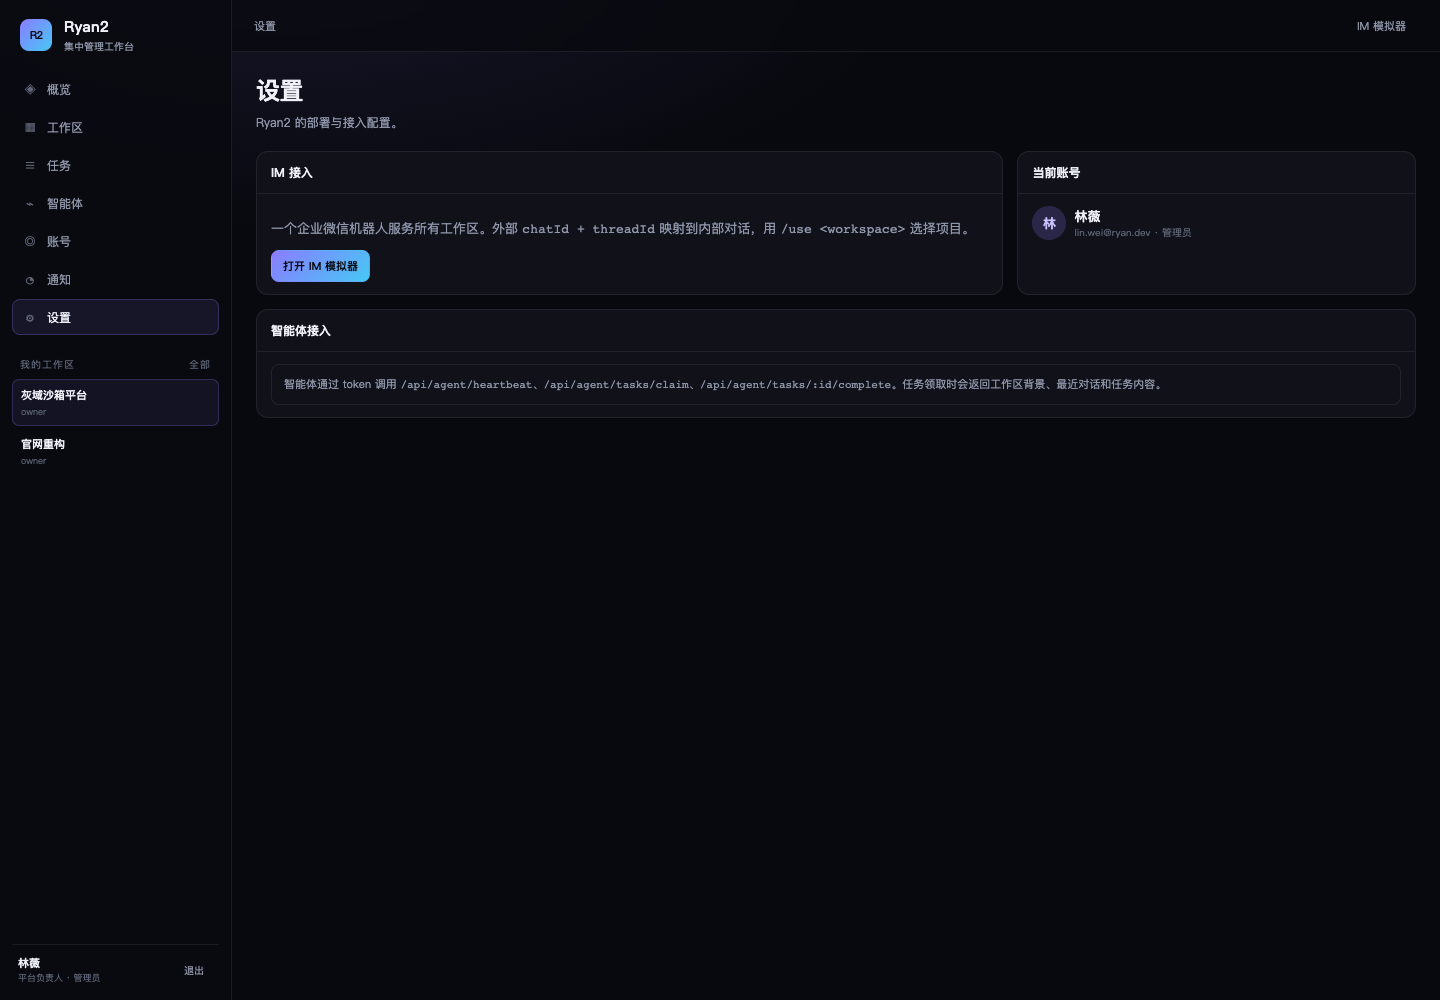 R2
Ryan2
集中管理工作台
概览
工作区
任务
智能体
账号
通知
设置
我的工作区
全部
灰域沙箱平台
owner
官网重构
owner
林薇
平台负责人 · 管理员
退出
设置
IM 模拟器
设置
Ryan2 的部署与接入配置。
IM 接入
一个企业微信机器人服务所有工作区。外部 chatId + threadId 映射到内部对话，用 /use <workspace> 选择项目。
打开 IM 模拟器
当前账号
林
林薇
lin.wei@ryan.dev · 管理员
智能体接入
智能体通过 token 调用 /api/agent/heartbeat、/api/agent/tasks/claim、/api/agent/tasks/:id/complete。任务领取时会返回工作区背景、最近对话和任务内容。